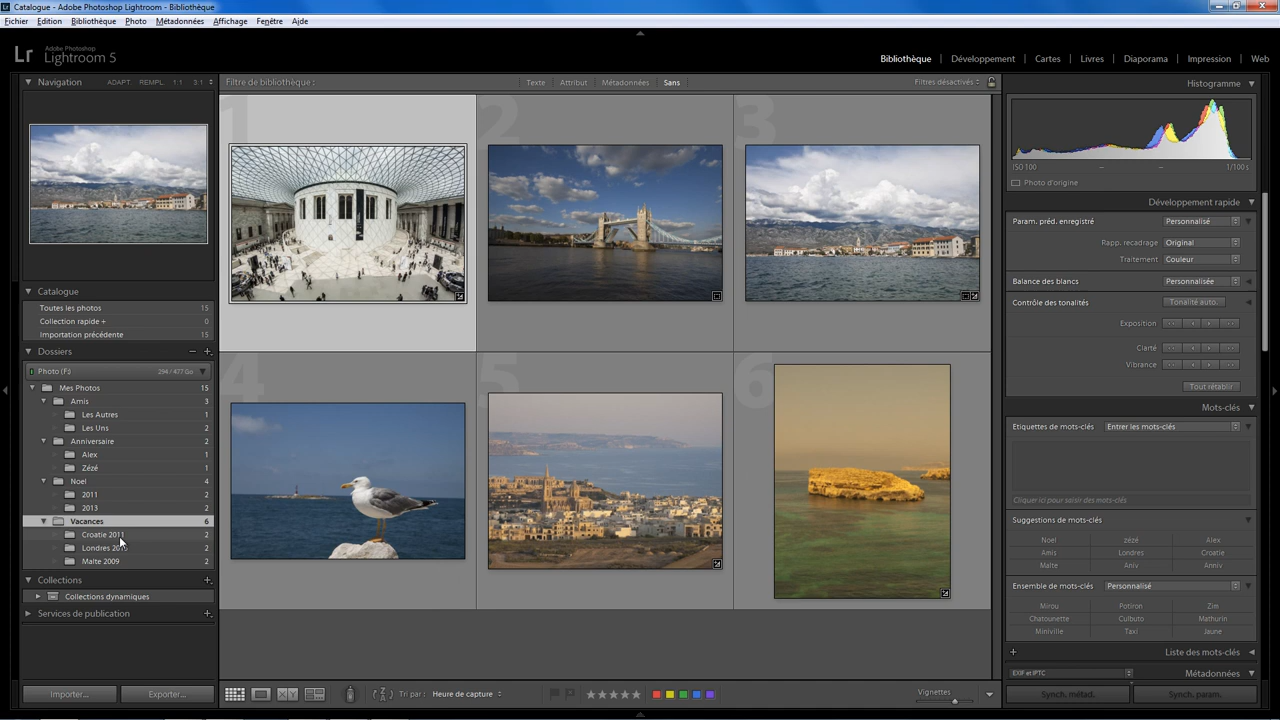 Catalogue - Adobe Photoshop Lightroom - Bibliothèque
Fichier Edition Bibliothèque Photo Métadonnées Affichage Fenêtre Aide
Lr Adobe Photoshop Lightroom 5
Bibliothèque | Développement | Cartes | Livres | Diaporama | Impression | Web
Navigation ADAPT. REMPL. 1:1 3:1
Filtre de bibliothèque : Texte Attribut Métadonnées Sans Filtres désactivés
Histogramme
1
2
3
ISO 100 – – 1/100 s
Photo d'origine
Développement rapide
Param. préd. enregistré Personnalisé
Rapp. recadrage Original
Traitement Couleur
Balance des blancs Personnalisée
Contrôle des tonalités Tonalité auto.
Exposition
Clarté
Vibrance
Tout rétablir
Catalogue
Toutes les photos 15
Collection rapide + 0
Importation précédente 15
Dossiers
Photo (F:) 294 / 477 Go
Mes Photos 15
Amis 3
Les Autres 1
Les Uns 2
Anniversaire 2
Alex 1
Zézé 1
Noel 4
2011 2
2013 2
Vacances 6
Croatie 2011 2
Londres 2
Malte 2009 2
Collections
Collections dynamiques
Services de publication
Importer... Exporter...
4
5
6
Mots-clés
Etiquettes de mots-clés Entrer les mots-clés
Cliquer ici pour saisir des mots-clés
Suggestions de mots-clés
Noel zézé Alex
Amis Londres Croatie
Malte Aniv Anniv
Ensemble de mots-clés Personnalisé
Mirou Potiron Zim
Chatounette Culbuto Mathurin
Miniville Taxi Jaune
Liste des mots-clés
EXIF et IPTC Métadonnées
Synch. métad. Synch. param.
Tri par : Heure de capture
Vignettes